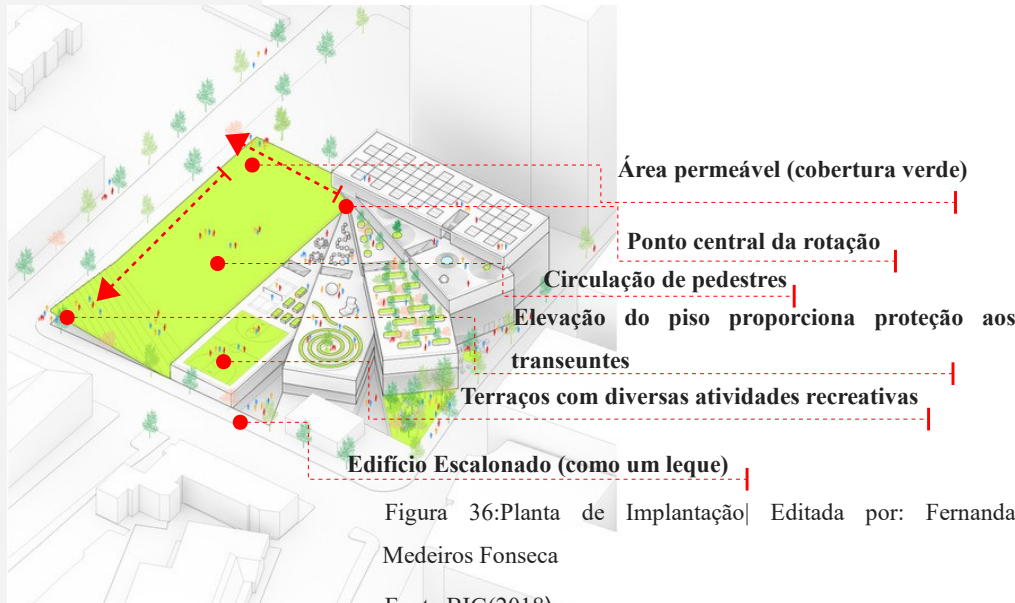 Área permeável (cobertura verde)
Ponto central da rotação
Circulação de pedestres
Elevação do piso proporciona proteção aos
transeuntes
Terraços com diversas atividades recreativas
Edifício Escalonado (como um leque)
Figura 36:Planta de Implantação| Editada por: Fernanda
Medeiros Fonseca
BIG(2018)